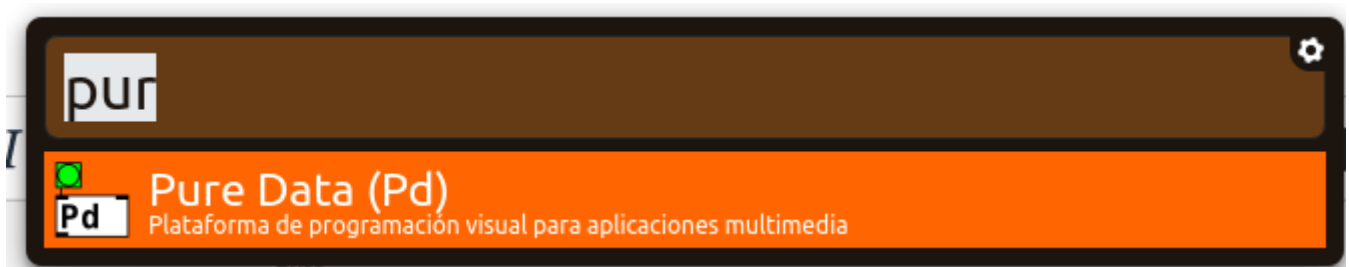 pur
Pure Data (Pd)
Pd
Plataforma de programación visual para aplicaciones multimedia